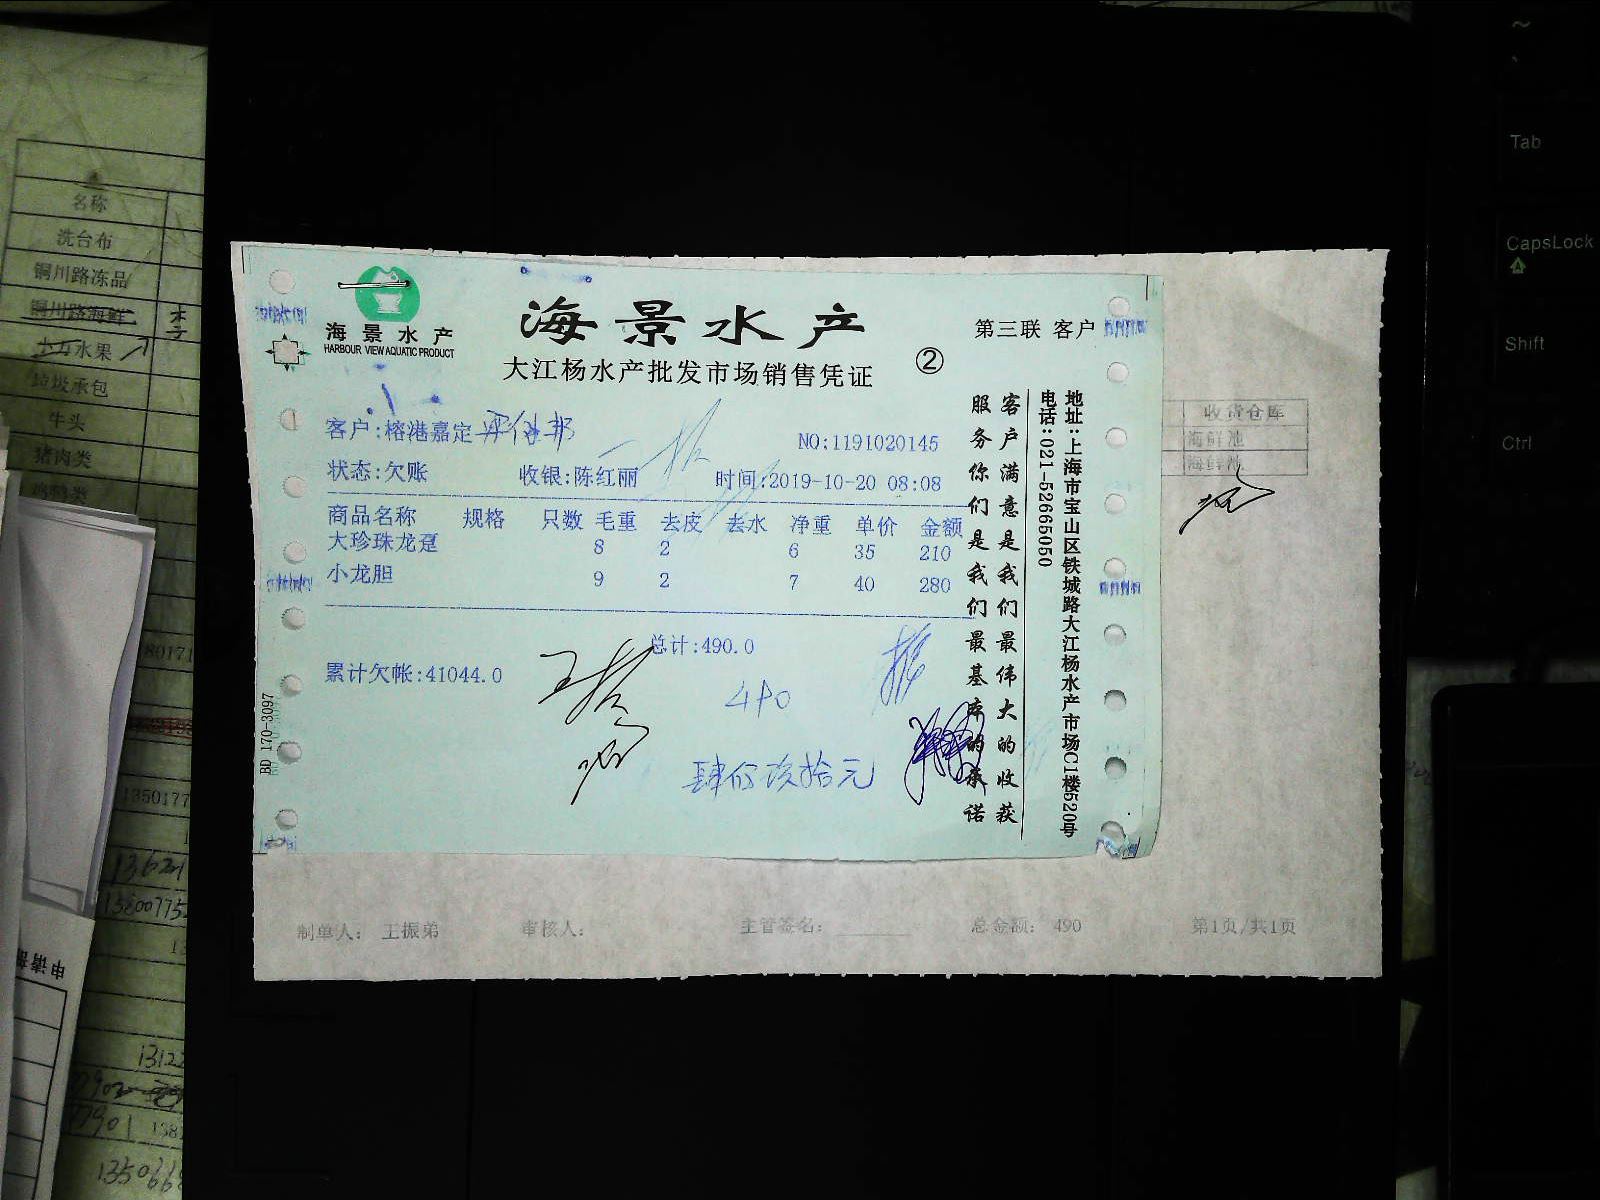 海景水产
HARBOUR VIEW AQUATIC PRODUCT
海景水产
大江杨水产批发市场销售凭证
②
第三联 客户
客户:榕港嘉定
NO:1191020145
状态:欠账 收银:陈红丽 时间:2019-10-20 08:08
商品名称 规格 只数 毛重 去皮 去水 净重 单价 金额
大珍珠龙趸 8 2 6 35 210
小龙胆 9 2 7 40 280
总计:490.0
累计欠帐:41044.0
490
肆佰玖拾元
客户满意是我们最伟大的收获
服务你们是我们最基本的承诺
地址:上海市宝山区铁城路大江杨水产市场C1楼520号
电话:021-52665050
BD 170-3097
收货仓库
海鲜池
海鲜池
制单人: 王振弟 审核人: 主管签名: 总金额: 490 第1页/共1页
名称
洗台布
铜川路冻品
铜川路海鲜
水果
垃圾承包
牛头
猪肉类
鸡鸭类
Tab
CapsLock
Shift
Ctrl